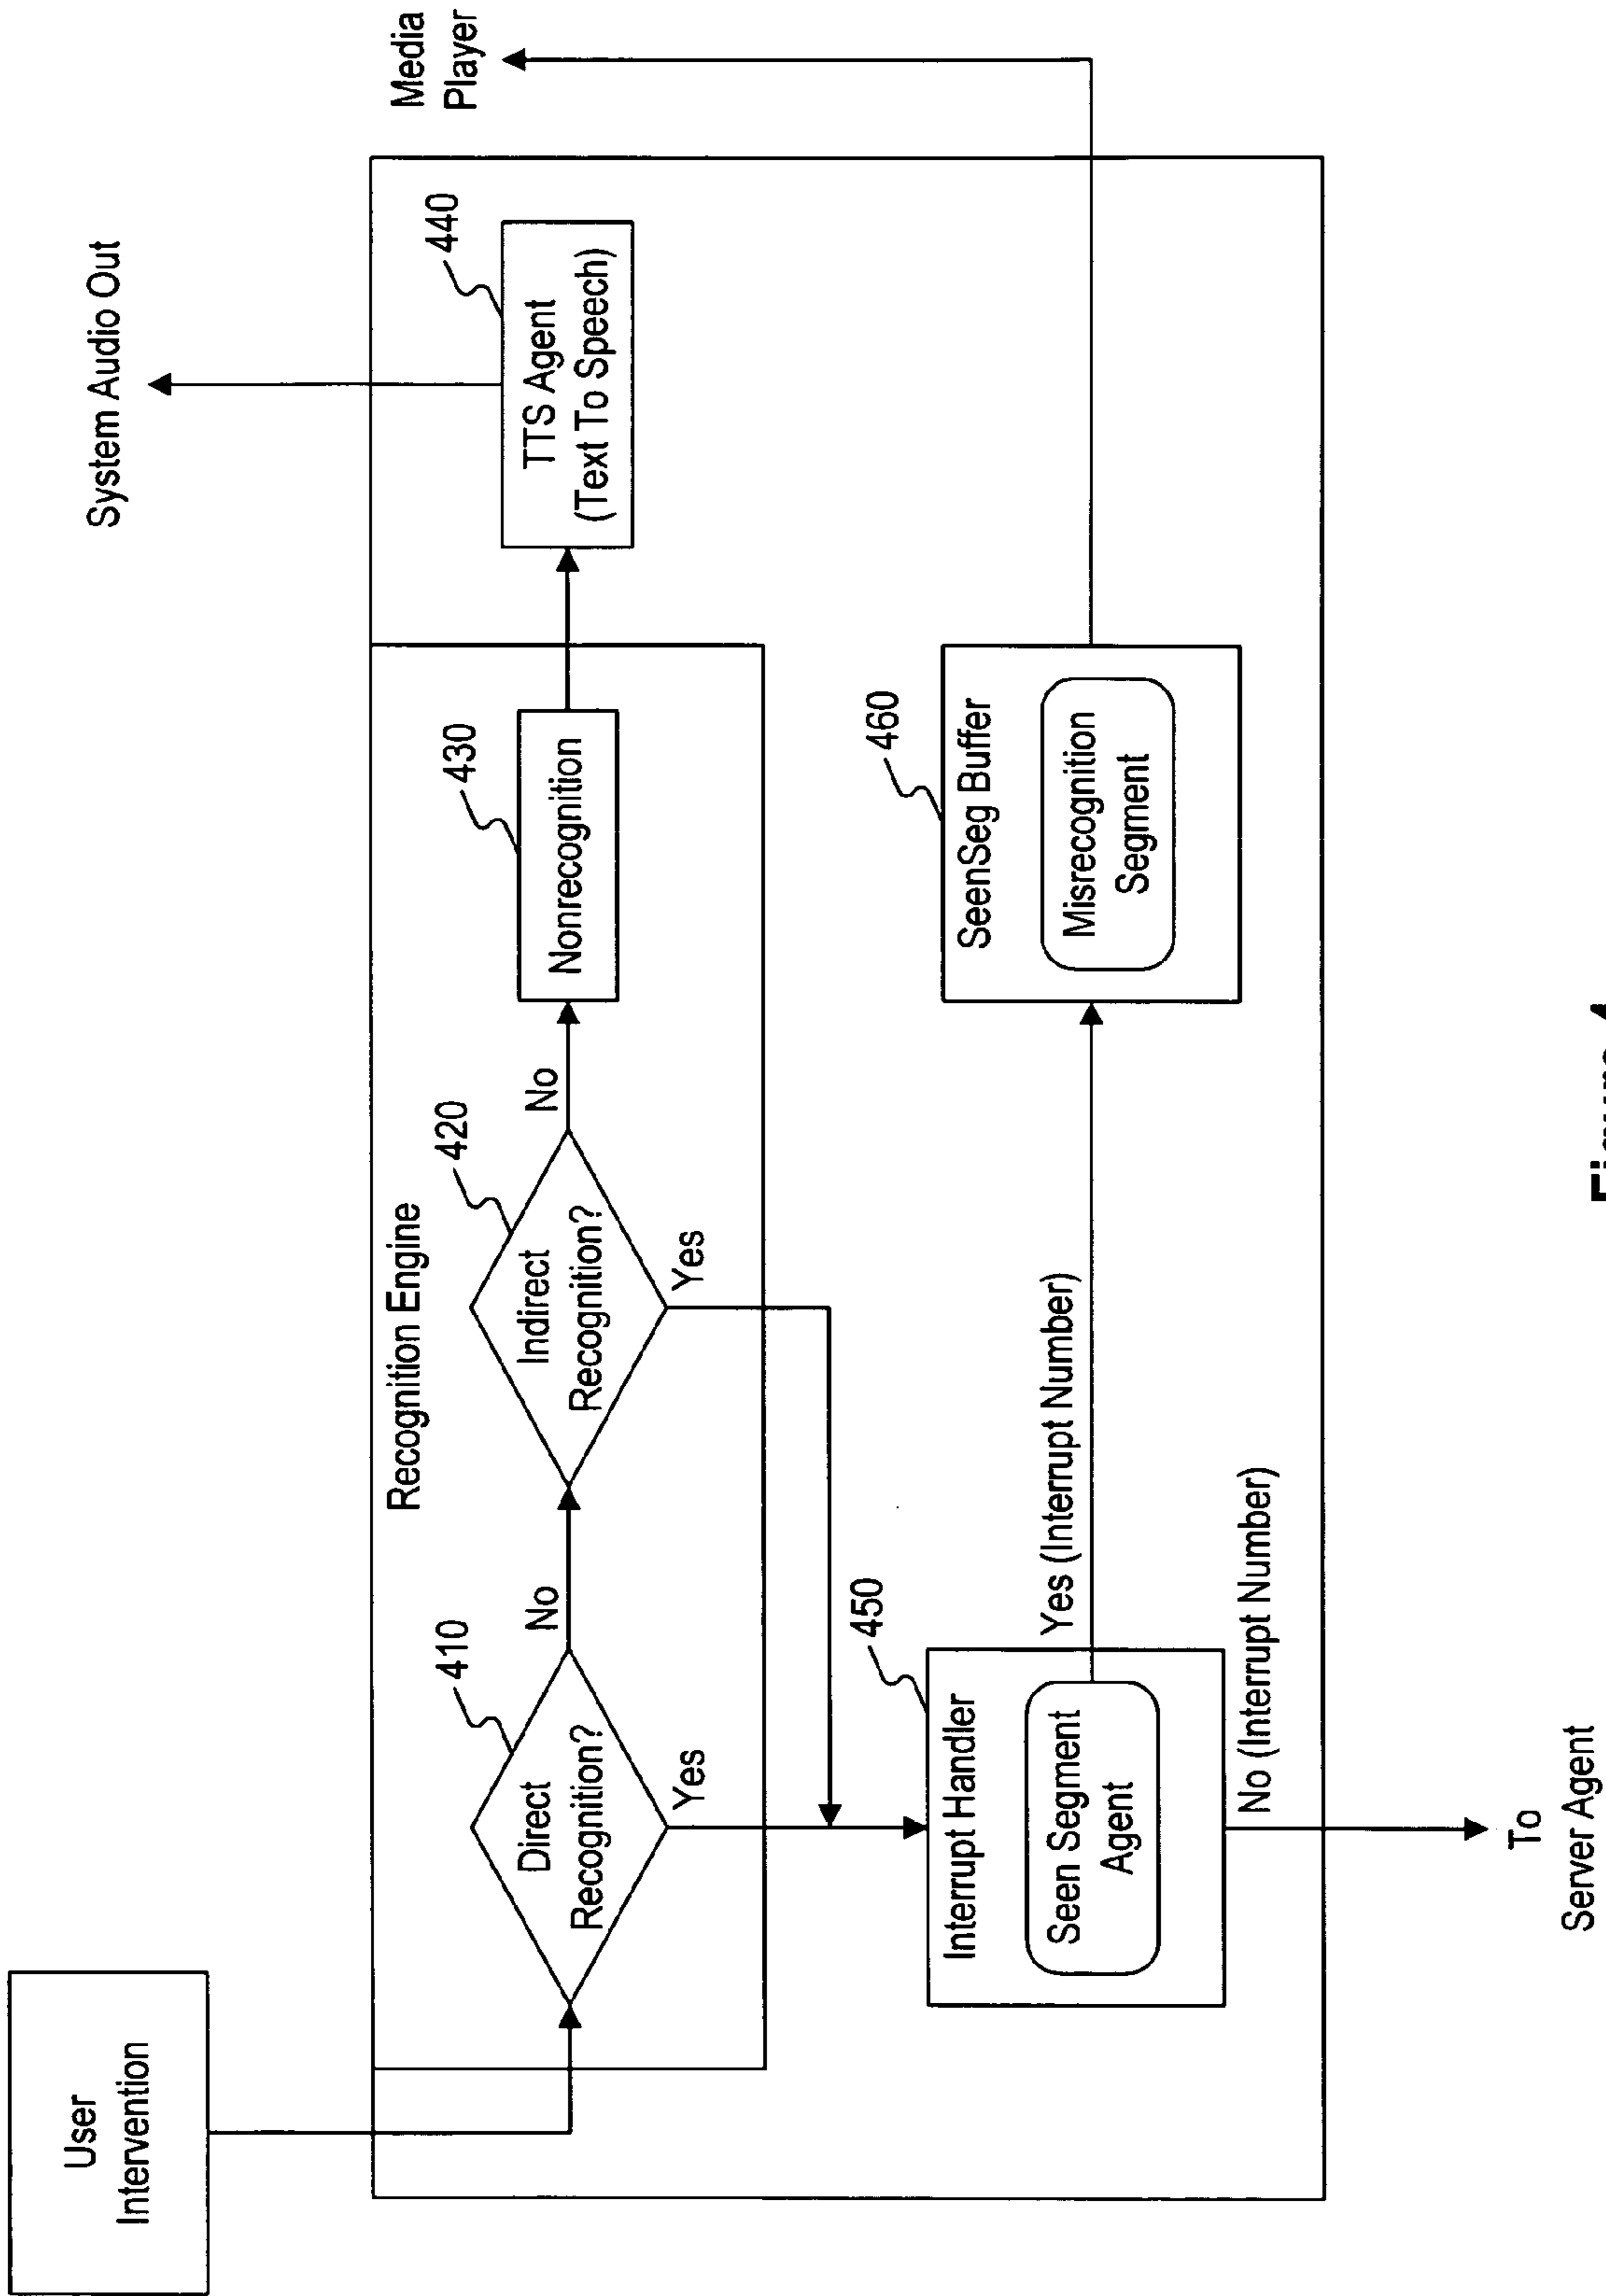 User
Intervention
System Audio Out
Media
Player
Recognition Engine
410
Direct
Recognition?
No
Yes
420
Indirect
Recognition?
No
Yes
430
Nonrecognition
440
TTS Agent
(Text To Speech)
450
Interrupt Handler
Seen Segment
Agent
Yes (Interrupt Number)
460
SeenSeg Buffer
Misrecognition
Segment
No (Interrupt Number)
To
Server Agent